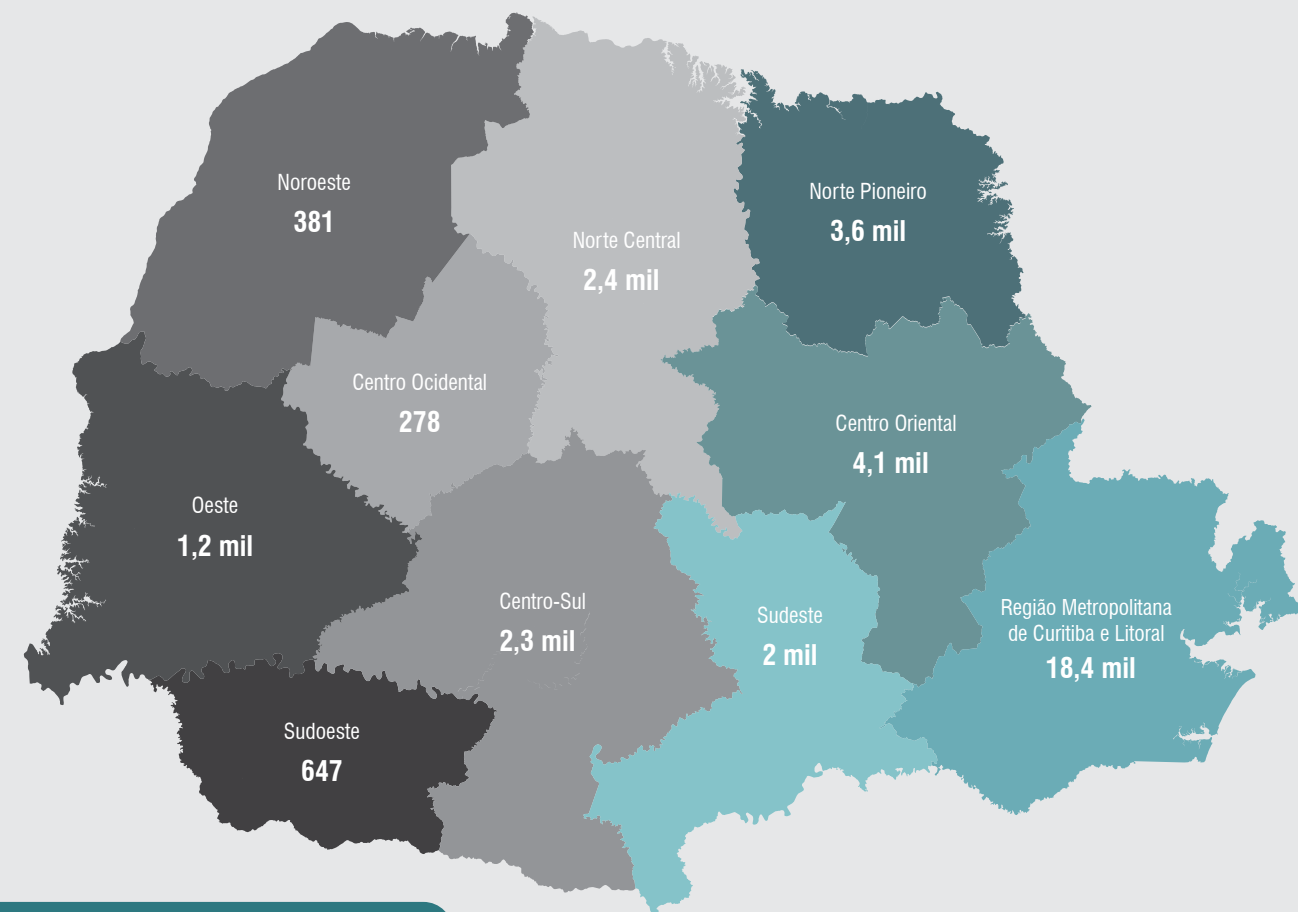 Noroeste
381
Norte Central
2,4 mil
Norte Pioneiro
3,6 mil
Centro Ocidental
278
Centro Oriental
4,1 mil
Oeste
1,2 mil
Centro-Sul
2,3 mil
Sudeste
2 mil
Região Metropolitana
de Curitiba e Litoral
18,4 mil
Sudoeste
647